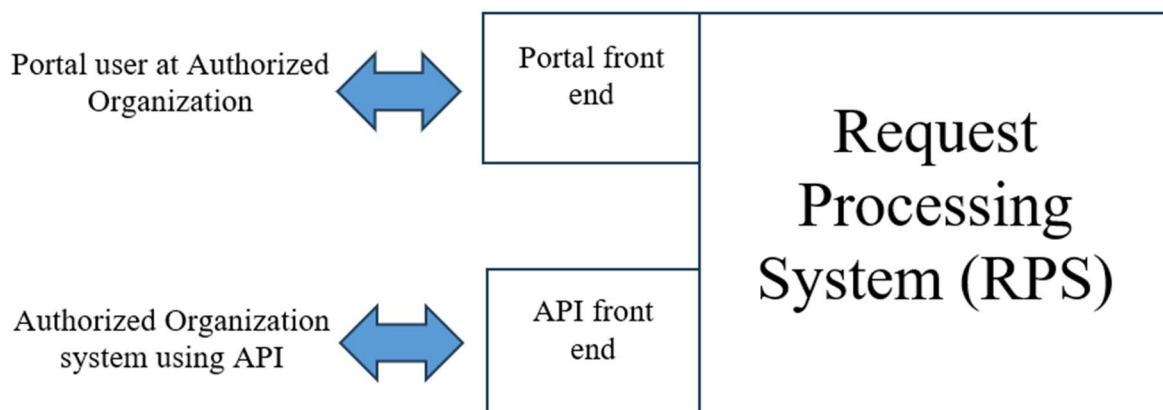 Portal user at Authorized
Organization
Portal front
end
Request
Processing
System (RPS)
Authorized Organization
system using API
API front
end